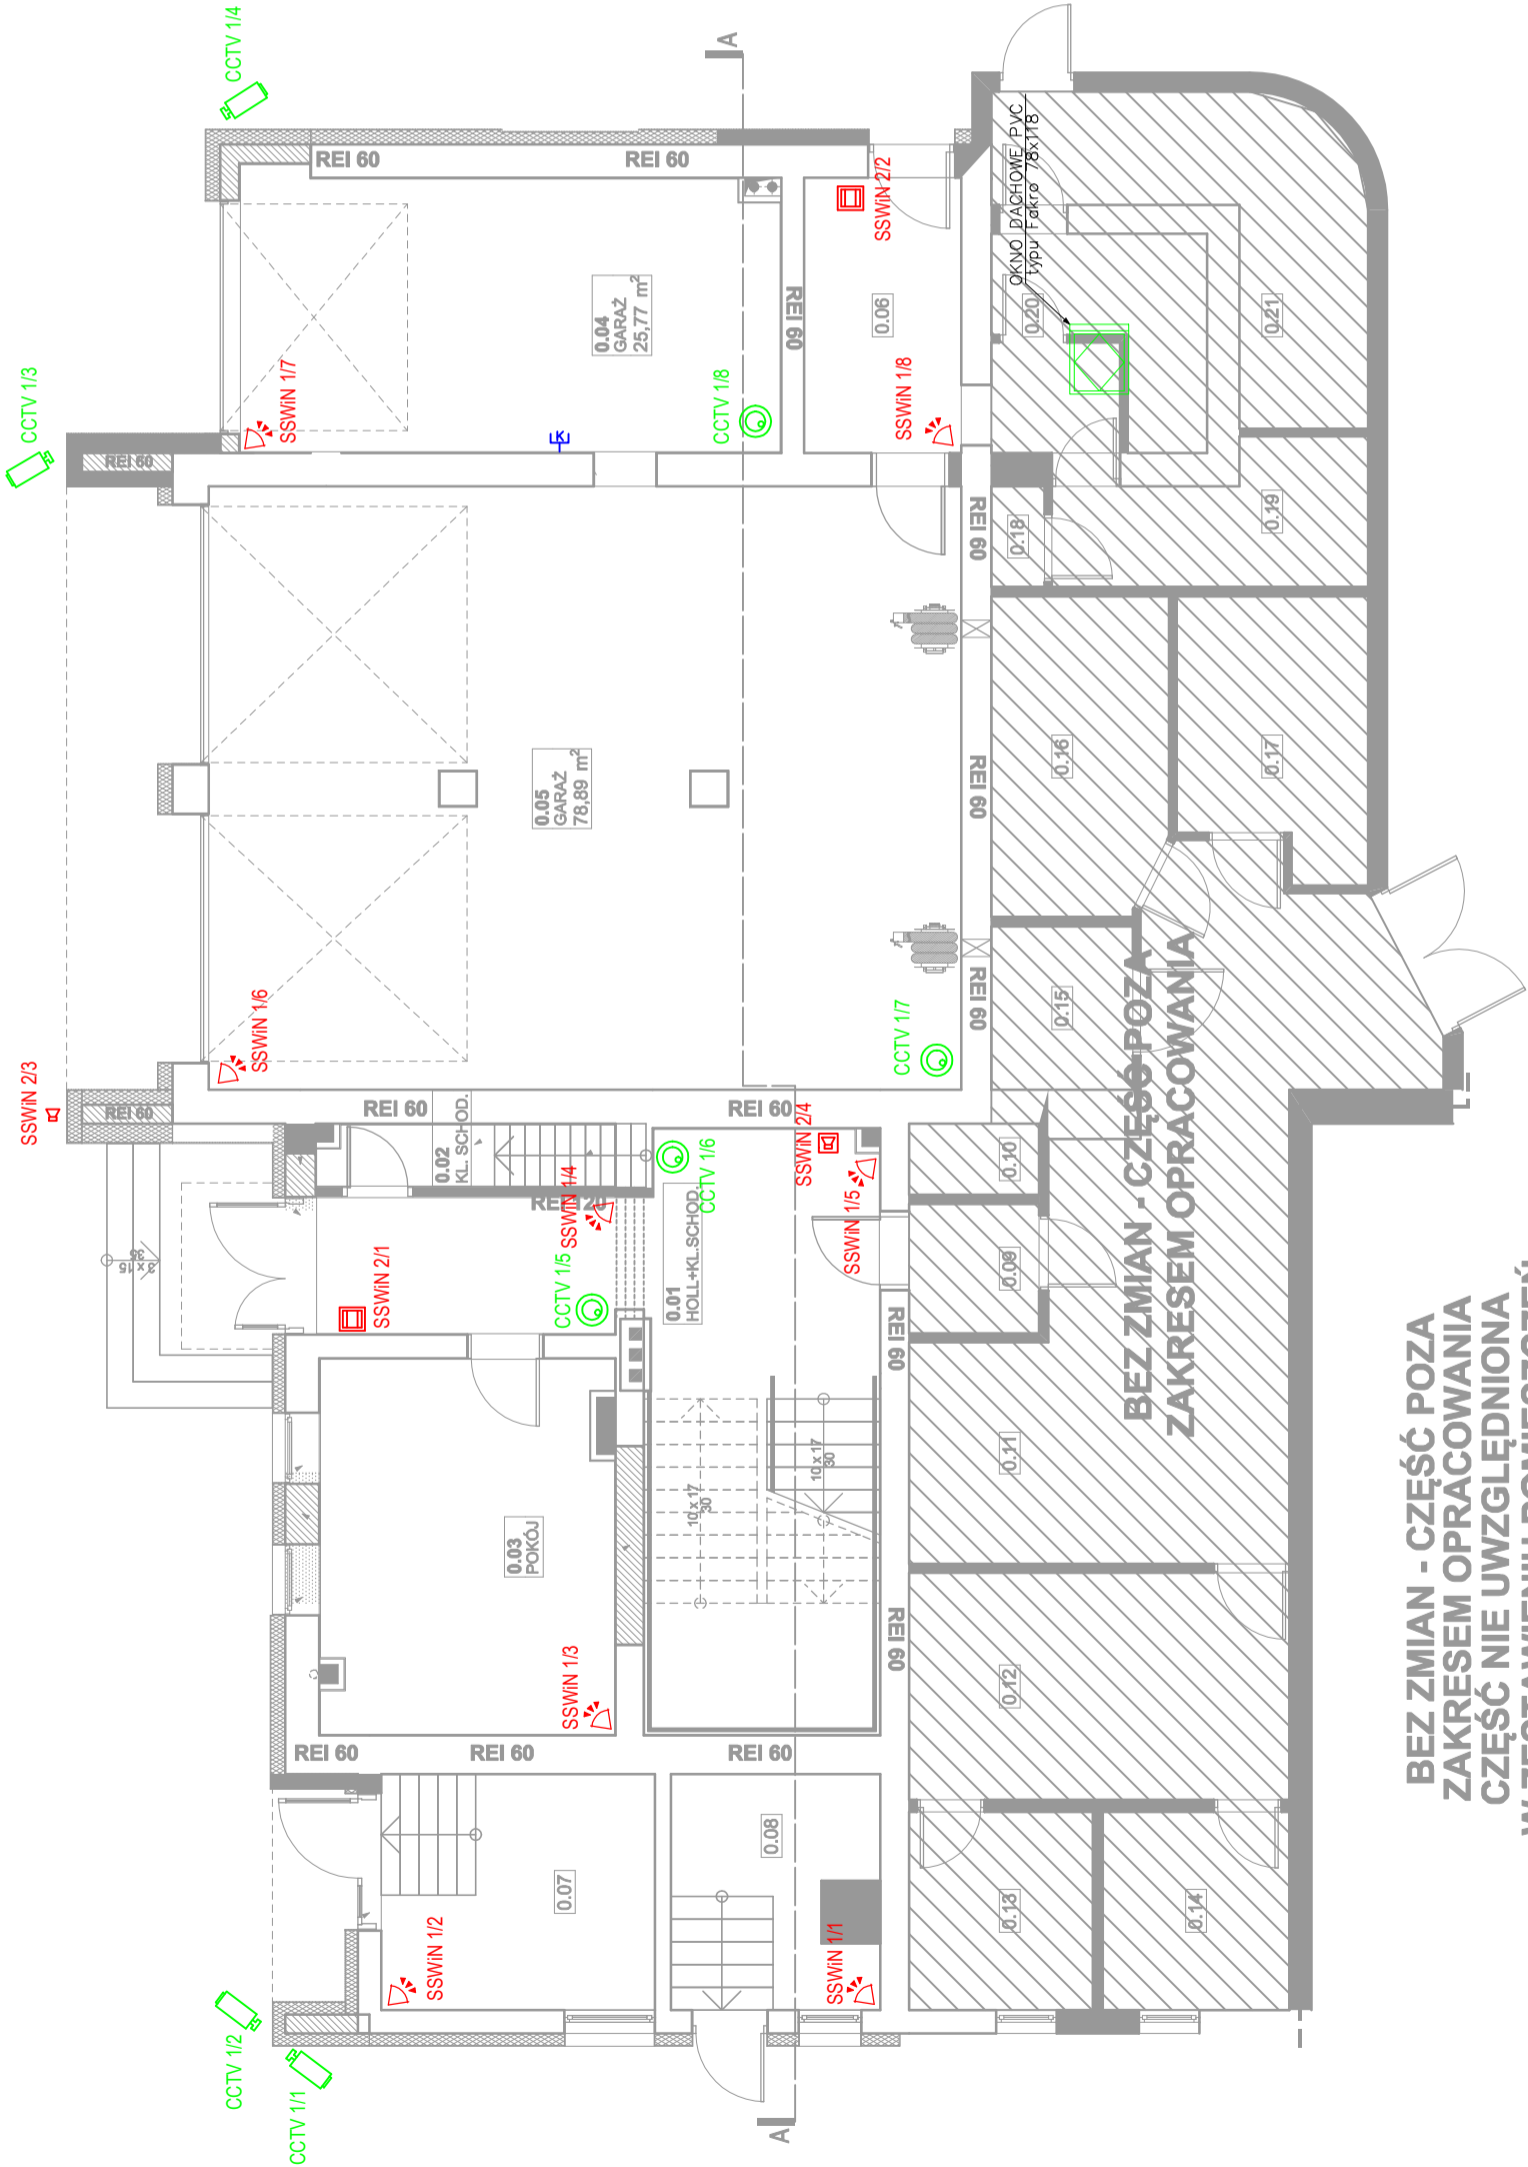 CCTV 1/4
CCTV 1/3
SSWiN 2/3
CCTV 1/2
CCTV 1/1
A
REI 60
REI 60
REI 60
REI 60
SSWiN 1/7
0.04
GARAŻ
25,77 m²
K
CCTV 1/8
REI 60
SSWiN 2/2
0.06
SSWiN 1/8
OKNO DACHOWE PVC
typu Fakro 78x118
0.20
0.21
0.18
0.19
REI 60
0.05
GARAŻ
78,89 m²
SSWiN 1/6
CCTV 1/7
REI 60
REI 60
0.16
0.17
0.15
REI 60
REI 60
0.02
KL. SCHOD.
REI 120
SSWiN 1/4
CCTV 1/6
SSWiN 2/4
SSWiN 1/5
3 x 15
35
SSWiN 2/1
CCTV 1/5
0.01
HOLL+KL.SCHOD.
0.10
0.09
REI 60
0.11
BEZ ZMIAN - CZĘŚĆ POZA
ZAKRESEM OPRACOWANIA
0.03
POKÓJ
10 x 17
30
10 x 17
30
SSWiN 1/3
REI 60
REI 60
REI 60
REI 60
0.12
0.07
0.08
SSWiN 1/2
SSWiN 1/1
0.13
0.14
A
BEZ ZMIAN - CZĘŚĆ POZA
ZAKRESEM OPRACOWANIA
CZĘŚĆ NIE UWZGLĘDNIONA